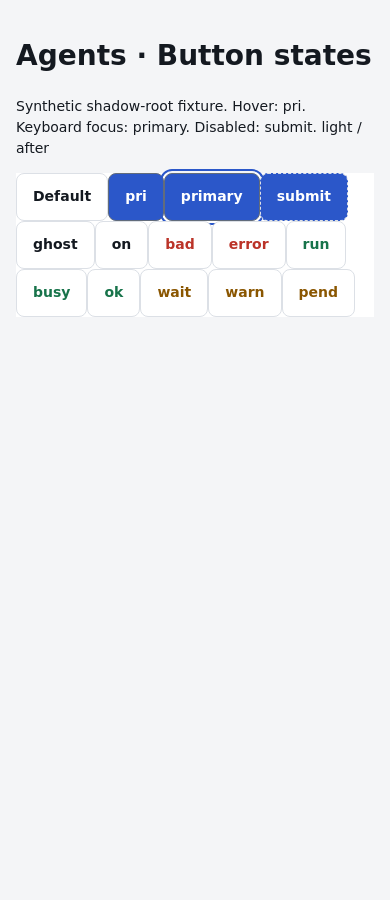 Agents · Button states
Synthetic shadow-root fixture. Hover: pri.
Keyboard focus: primary. Disabled: submit. light /
after
Default pri primary submit
ghost on bad error run
busy ok wait warn pend